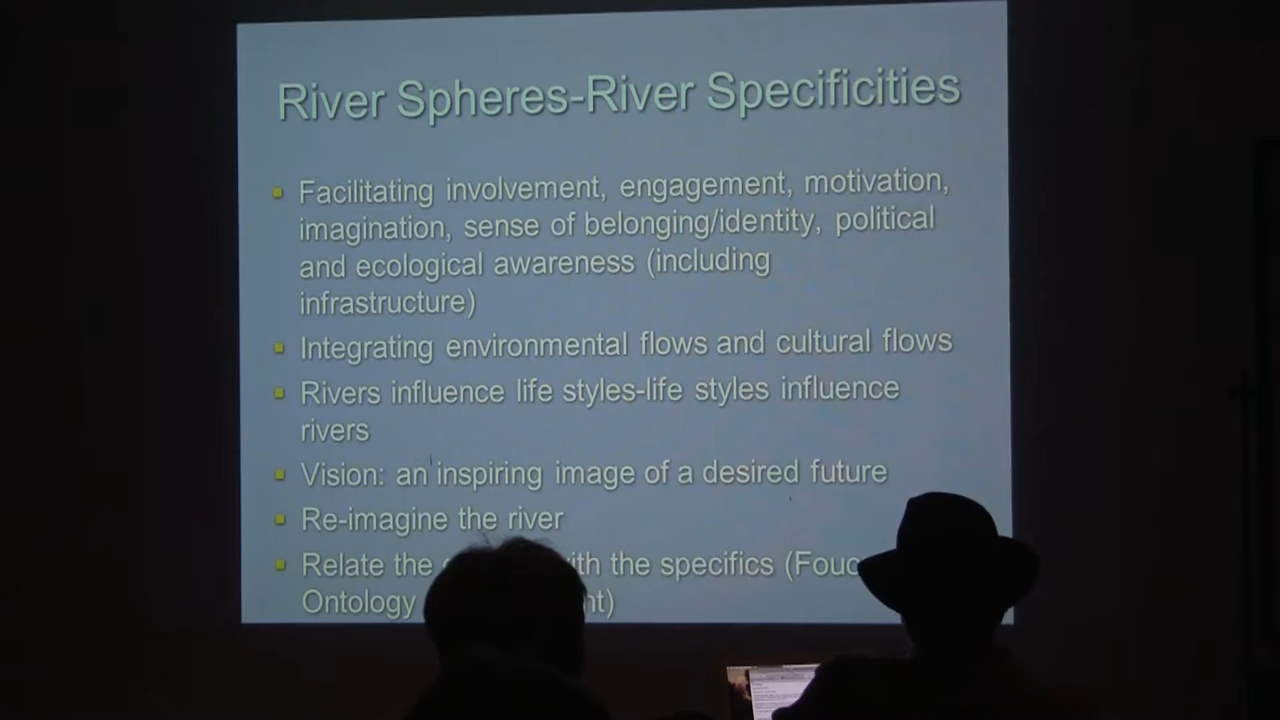 River Spheres-River Specificities
Facilitating involvement, engagement, motivation,
imagination, sense of belonging/identity, political
and ecological awareness (including
infrastructure)
Integrating environmental flows and cultural flows
Rivers influence life styles-life styles influence
rivers
Vision: an inspiring image of a desired future
Re-imagine the river
Relate the the specifics
Ontology